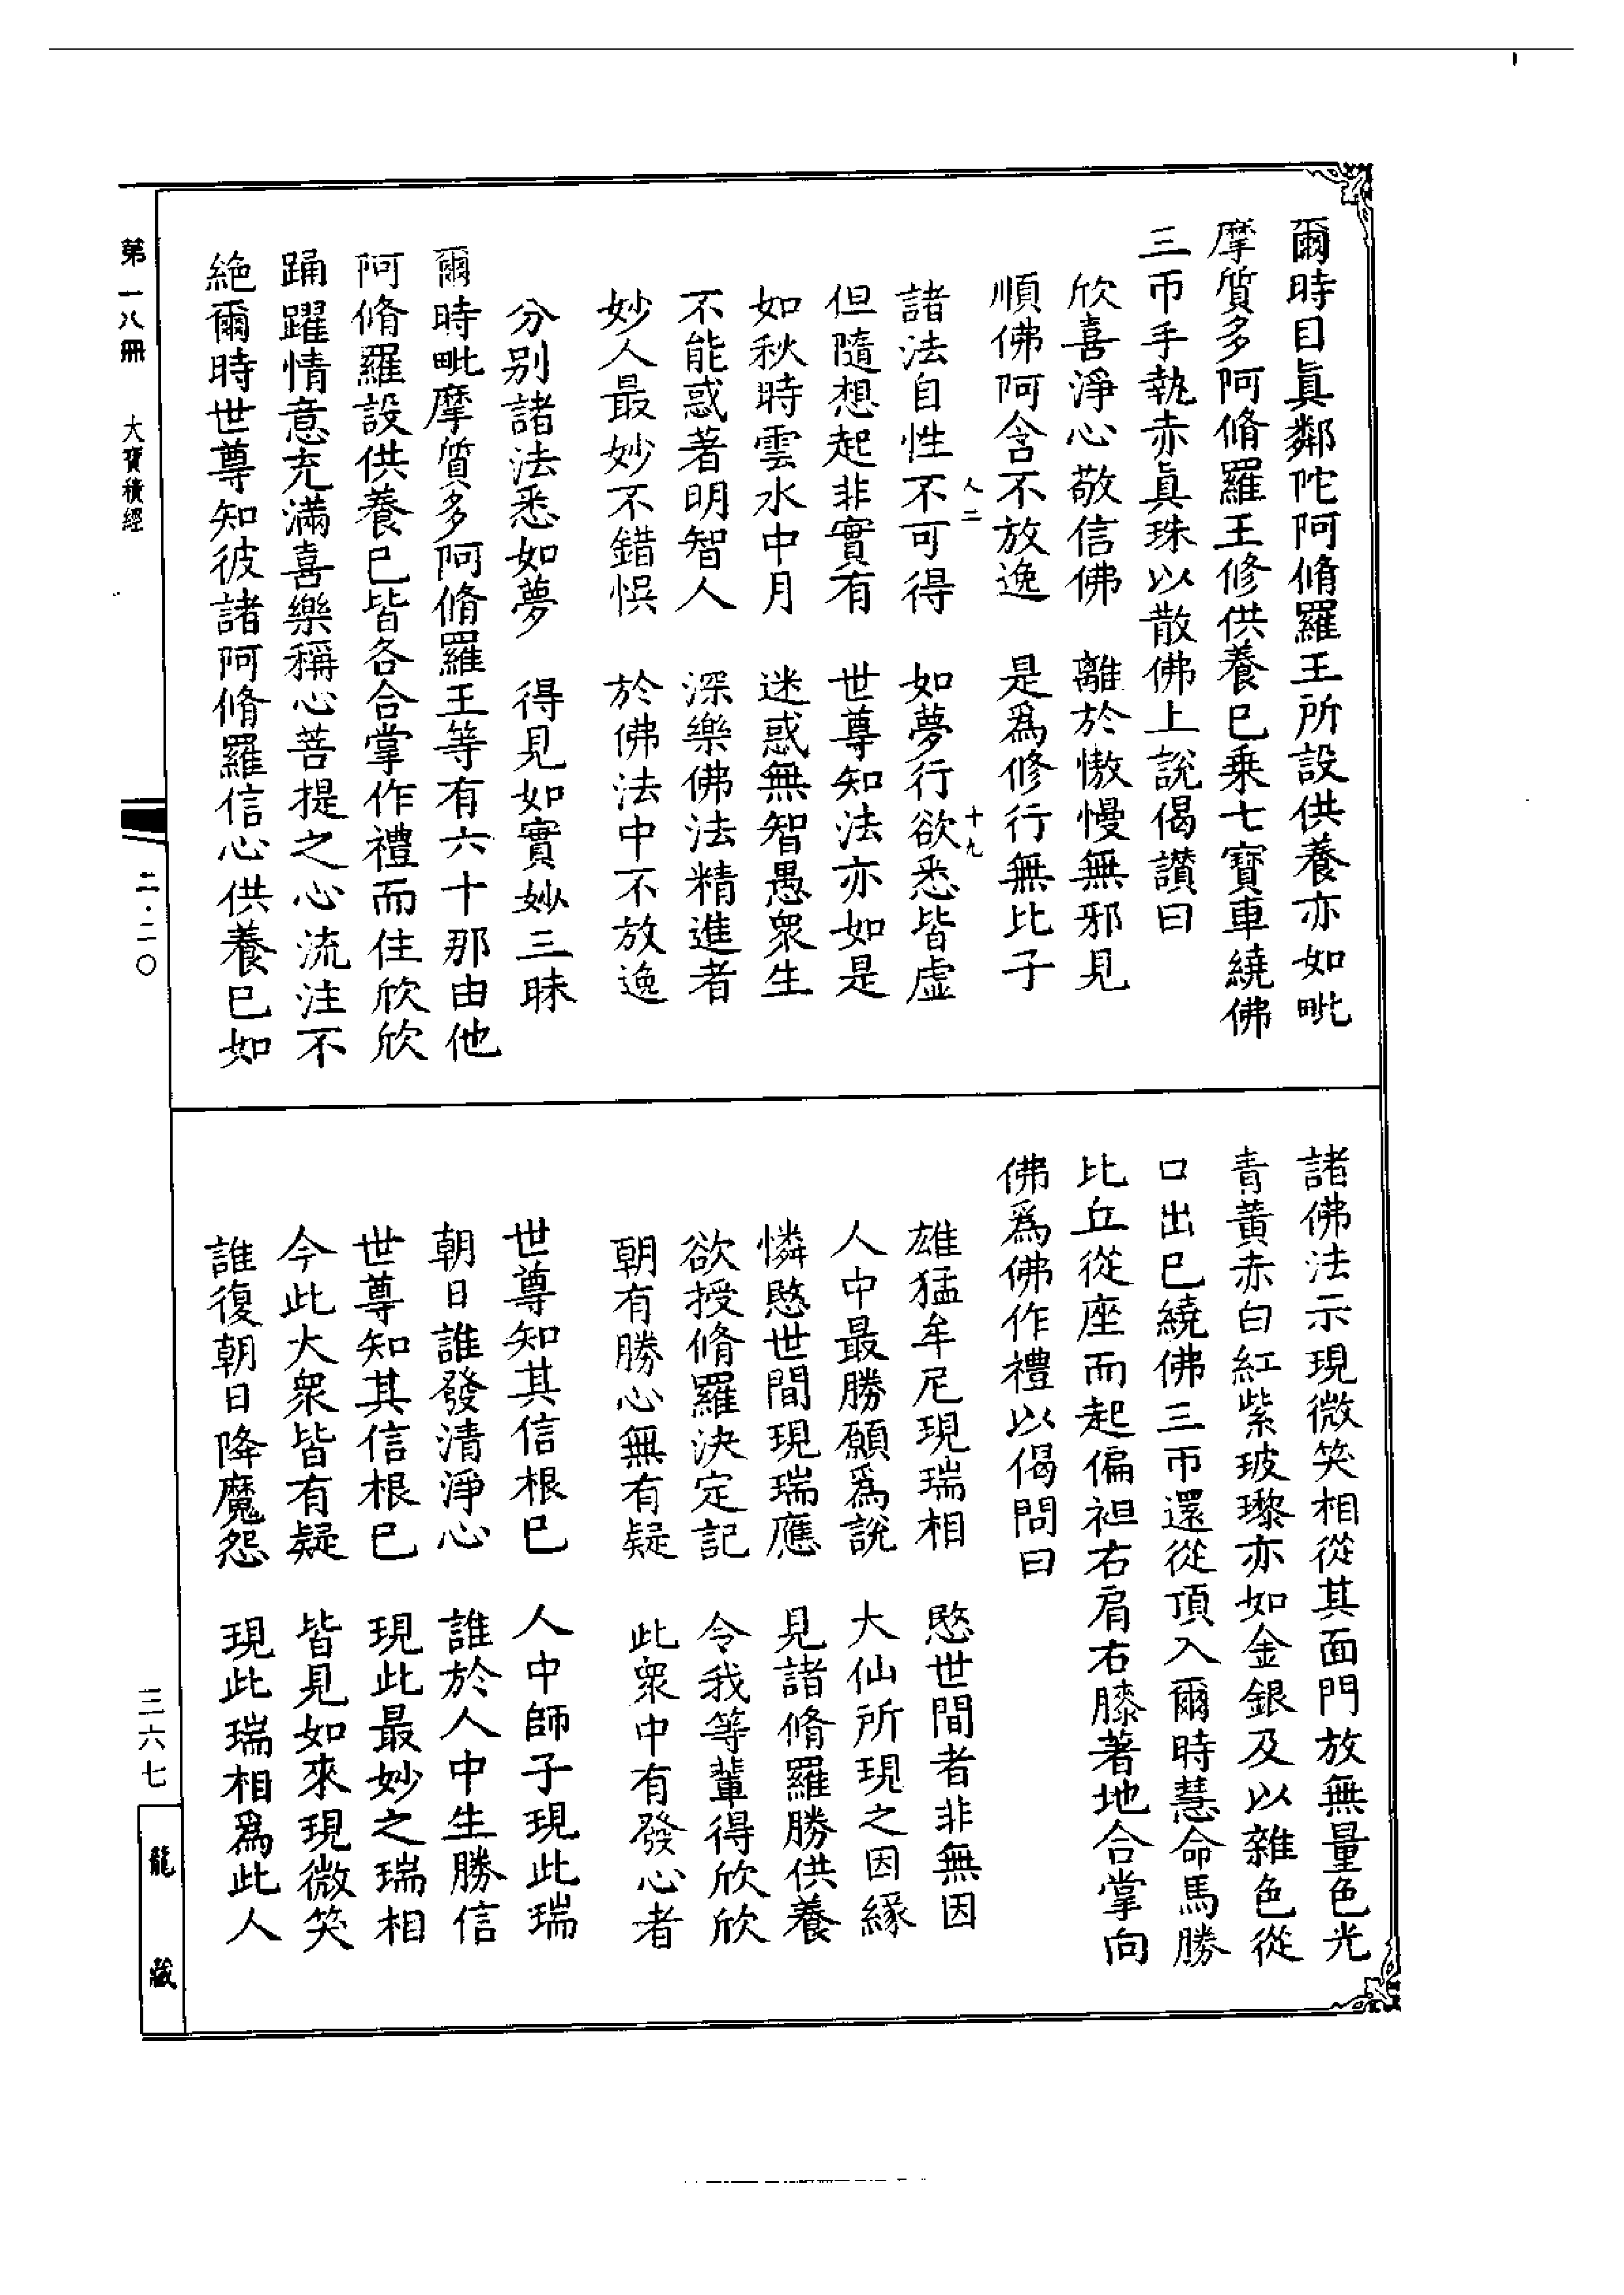 爾時目眞鄰陀阿脩羅王所設供養亦如毗
摩質多阿脩羅王修供養已乗七寶車繞佛
三帀手執赤眞珠以散佛上說偈讃曰
欣喜淨心敬信佛　離於慠慢無邪見
順佛阿含不放逸　是爲修行無比子
人二　十九
諸法自性不可得　如夢行欲悉皆虛
但隨想起非實有　世尊知法亦如是
如秋時雲水中月　迷惑無智愚衆生
不能惑著明智人　深樂佛法精進者
妙人最妙不錯悞　於佛法中不放逸
分别諸法悉如夢　得見如實妙三昧
爾時毗摩質多阿脩羅王等有六十那由他
阿脩羅設供養已皆各合掌作禮而住欣欣
踊躍情意充滿喜樂稱心菩提之心流注不
絶爾時世尊知彼諸阿脩羅信心供養已如
諸佛法示現微笑相從其面門放無量色光
青黄赤白紅紫玻瓈亦如金銀及以雜色從
口出已繞佛三帀還從頂入爾時慧命馬勝
比丘從座而起偏袒右肩右膝著地合掌向
佛爲佛作禮以偈問曰
雄猛牟尼現瑞相　愍世間者非無因
人中最勝願爲說　大仙所現之因緣
憐愍世間現瑞應　見諸脩羅勝供養
欲授脩羅決定記　令我等輩得欣欣
朝有勝心無有疑　此衆中有發心者
世尊知其信根已　人中師子現此瑞
朝日誰發清淨心　誰於人中生勝信
世尊知其信根已　現此最妙之瑞相
今此大衆皆有疑　皆見如來現微笑
誰復朝日降魔怨　現此瑞相爲此人
第一八冊　大寶積經
二·二〇
三六七
龍藏